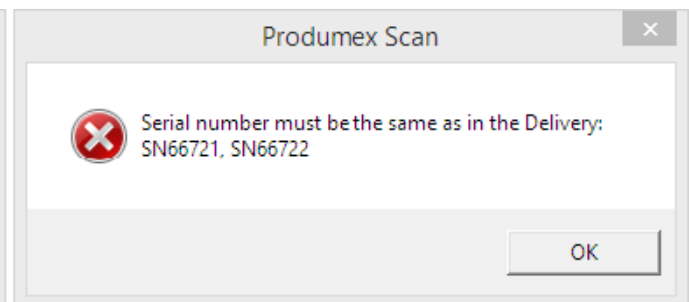 Produmex Scan
Serial number must be the same as in the Delivery:
SN66721, SN66722
OK